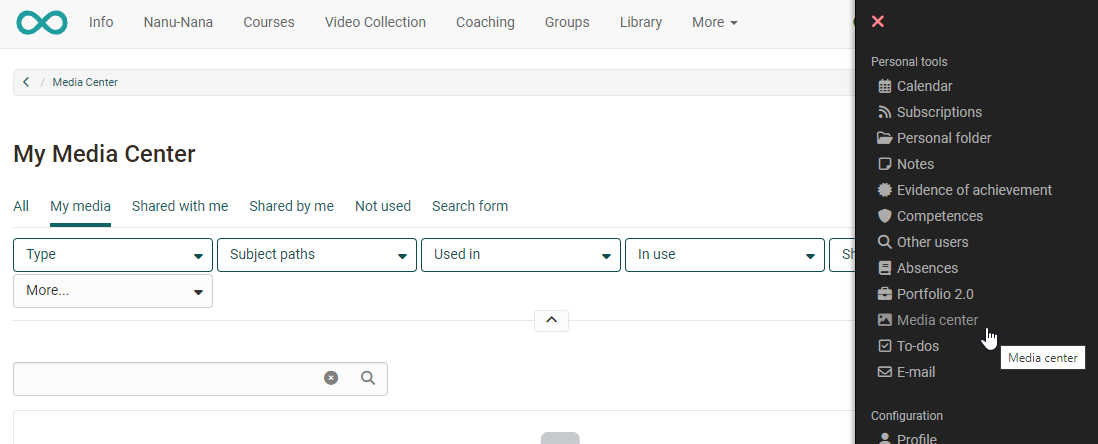 Info Nanu-Nana Courses Video Collection Coaching Groups Library More
/ Media Center
My Media Center
All My media Shared with me Shared by me Not used Search form
Type Subject paths Used in In use Sh
More...
Personal tools
Calendar
Subscriptions
Personal folder
Notes
Evidence of achievement
Competences
Other users
Absences
Portfolio 2.0
Media center
Media center
To-dos
E-mail
Configuration
Profile